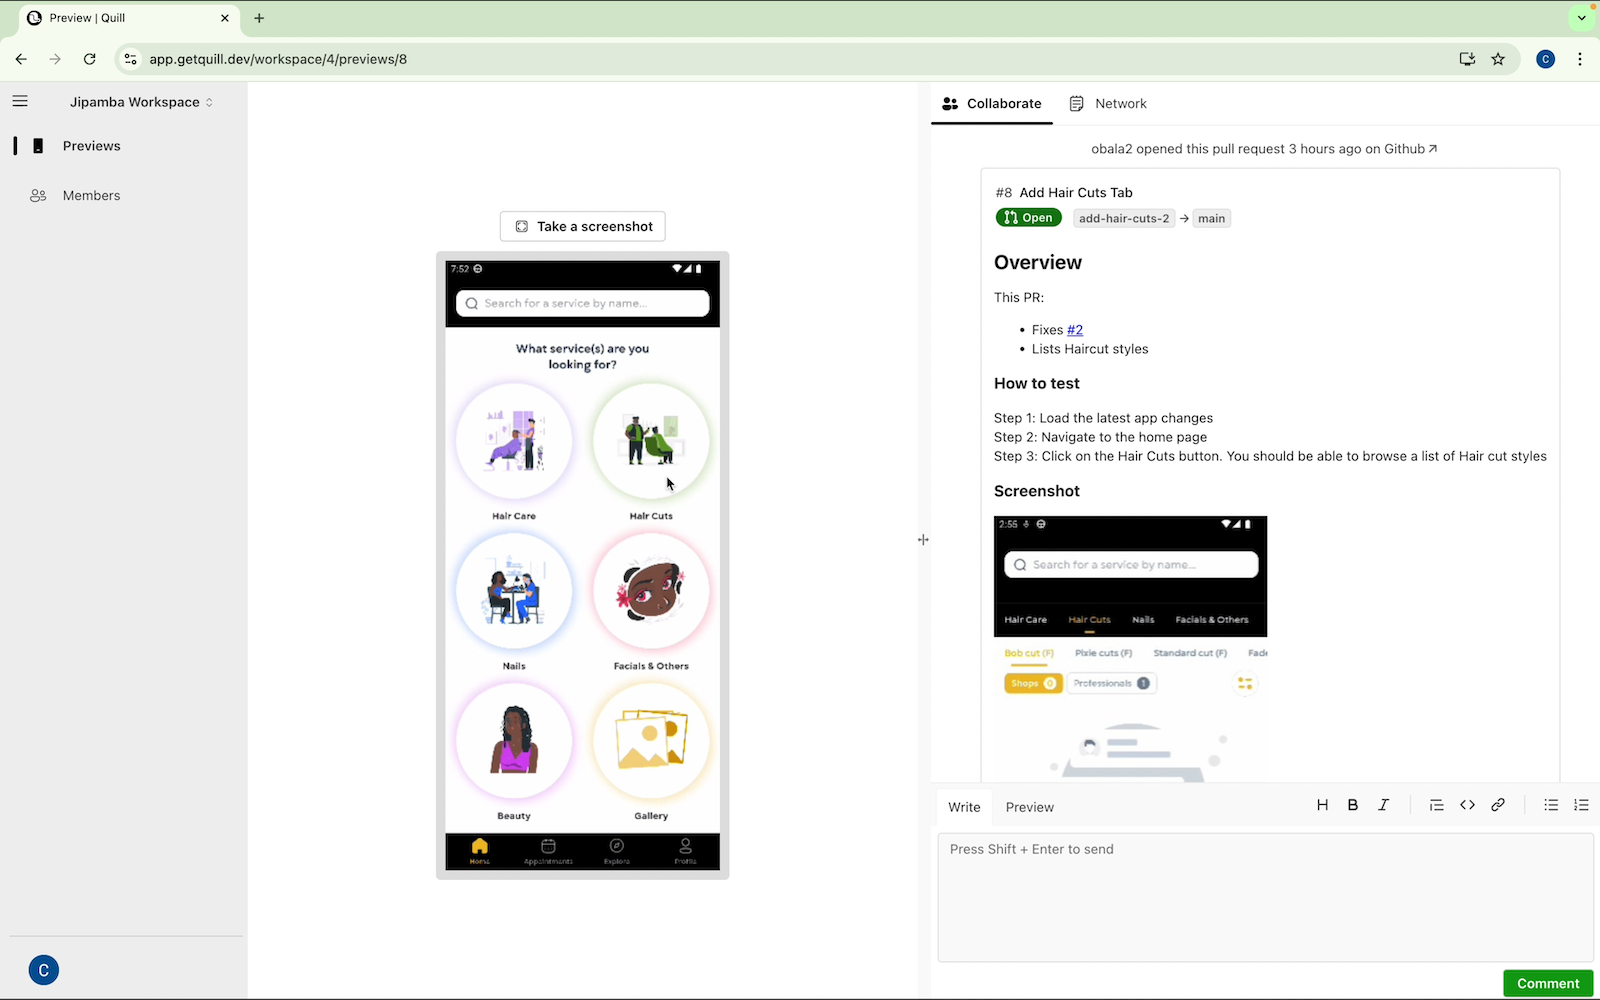 Preview | Quill
app.getquill.dev/workspace/4/previews/8
C
Jipamba Workspace
Previews
Members
C
Take a screenshot
7:52
Search for a service by name...
What service(s) are you
looking for?
Hair Care
Hair Cuts
Nails
Facials & Others
Beauty
Gallery
Home
Appointments
Explore
Profile
Collaborate
Network
obala2 opened this pull request 3 hours ago on Github
#8 Add Hair Cuts Tab
Open
add-hair-cuts-2 → main
Overview
This PR:
• Fixes #2
• Lists Haircut styles
How to test
Step 1: Load the latest app changes
Step 2: Navigate to the home page
Step 3: Click on the Hair Cuts button. You should be able to browse a list of Hair cut styles
Screenshot
2:55
Search for a service by name...
Hair Care Hair Cuts Nails Facials & Others
Bob cut (F) Pixie cuts (F) Standard cut (F) Fade
Shops 0 Professionals 1
Write
Preview
H B I
Press Shift + Enter to send
Comment